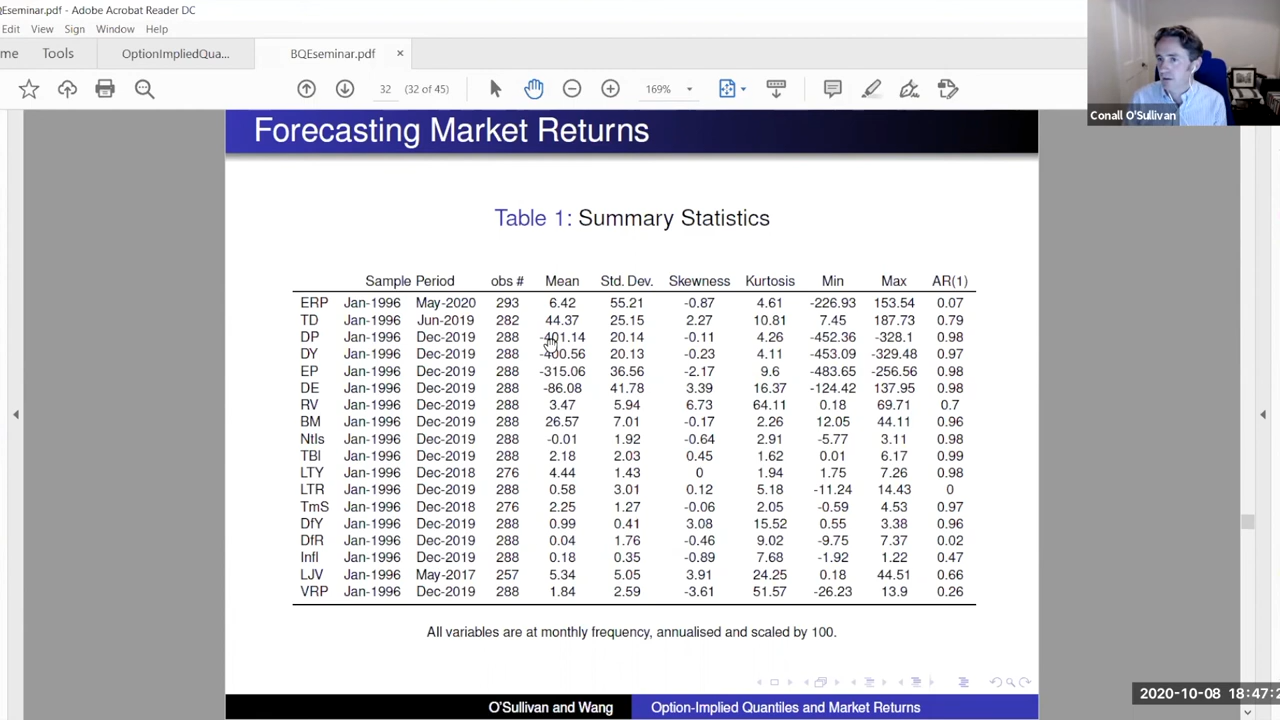 QEseminar.pdf - Adobe Acrobat Reader DC
Edit View Sign Window Help
me Tools OptionImpliedQua... BQEseminar.pdf ×
32 (32 of 45) 169%
Conall O'Sullivan
Forecasting Market Returns
Table 1: Summary Statistics
Sample Period obs # Mean Std. Dev. Skewness Kurtosis Min Max AR(1)
ERP Jan-1996 May-2020 293 6.42 55.21 -0.87 4.61 -226.93 153.54 0.07
TD Jan-1996 Jun-2019 282 44.37 25.15 2.27 10.81 7.45 187.73 0.79
DP Jan-1996 Dec-2019 288 -401.14 20.14 -0.11 4.26 -452.36 -328.1 0.98
DY Jan-1996 Dec-2019 288 -400.56 20.13 -0.23 4.11 -453.09 -329.48 0.97
EP Jan-1996 Dec-2019 288 -315.06 36.56 -2.17 9.6 -483.65 -256.56 0.98
DE Jan-1996 Dec-2019 288 -86.08 41.78 3.39 16.37 -124.42 137.95 0.98
RV Jan-1996 Dec-2019 288 3.47 5.94 6.73 64.11 0.18 69.71 0.7
BM Jan-1996 Dec-2019 288 26.57 7.01 -0.17 2.26 12.05 44.11 0.96
NtIs Jan-1996 Dec-2019 288 -0.01 1.92 -0.64 2.91 -5.77 3.11 0.98
TBl Jan-1996 Dec-2019 288 2.18 2.03 0.45 1.62 0.01 6.17 0.99
LTY Jan-1996 Dec-2018 276 4.44 1.43 0 1.94 1.75 7.26 0.98
LTR Jan-1996 Dec-2019 288 0.58 3.01 0.12 5.18 -11.24 14.43 0
TmS Jan-1996 Dec-2018 276 2.25 1.27 -0.06 2.05 -0.59 4.53 0.97
DfY Jan-1996 Dec-2019 288 0.99 0.41 3.08 15.52 0.55 3.38 0.96
DfR Jan-1996 Dec-2019 288 0.04 1.76 -0.46 9.02 -9.75 7.37 0.02
Infl Jan-1996 Dec-2019 288 0.18 0.35 -0.89 7.68 -1.92 1.22 0.47
LJV Jan-1996 May-2017 257 5.34 5.05 3.91 24.25 0.18 44.51 0.66
VRP Jan-1996 Dec-2019 288 1.84 2.59 -3.61 51.57 -26.23 13.9 0.26
All variables are at monthly frequency, annualised and scaled by 100.
O'Sullivan and Wang Option-Implied Quantiles and Market Returns
2020-10-08 18:47:2